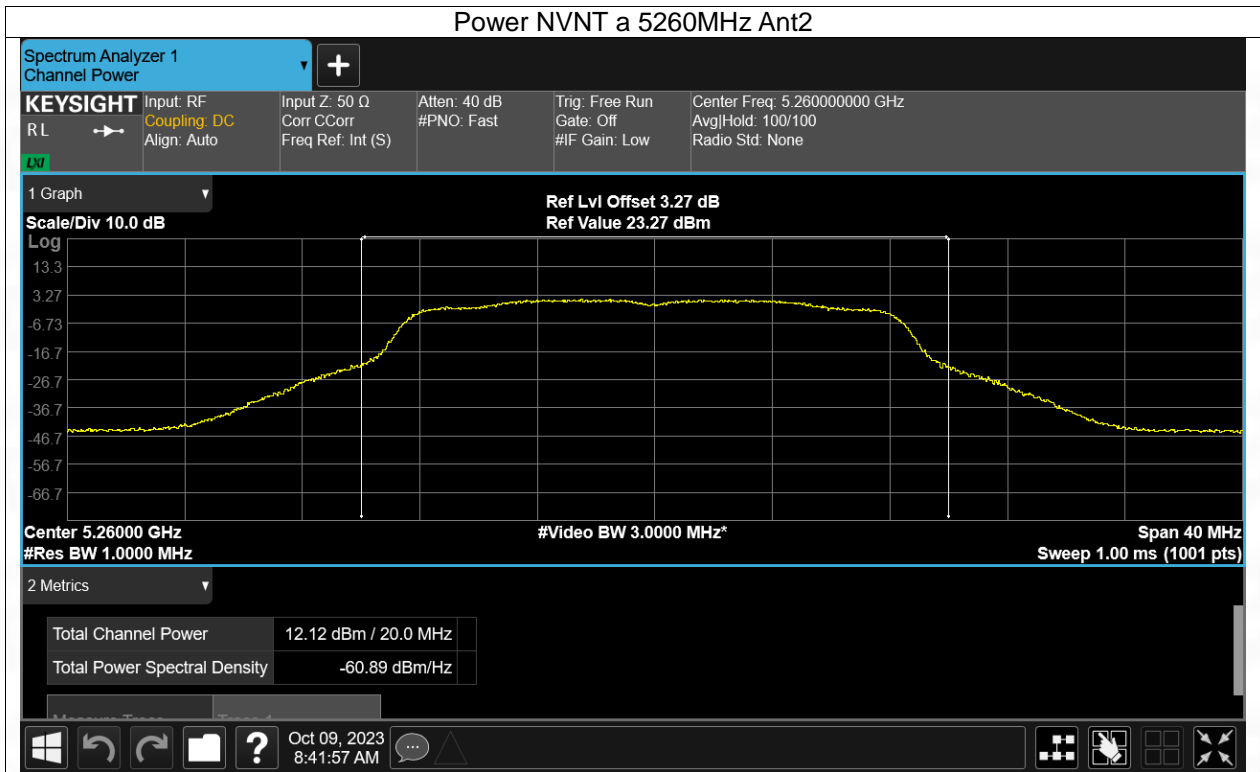 Power NVNT a 5260MHz Ant2
Spectrum Analyzer 1
Channel Power
KEYSIGHT
R L
LXI
Input: RF
Coupling: DC
Align: Auto
Input Z: 50 Ω
Corr CCorr
Freq Ref: Int (S)
Atten: 40 dB
#PNO: Fast
Trig: Free Run
Gate: Off
#IF Gain: Low
Center Freq: 5.260000000 GHz
Avg|Hold: 100/100
Radio Std: None
1 Graph
Scale/Div 10.0 dB
Ref Lvl Offset 3.27 dB
Ref Value 23.27 dBm
Log
13.3
3.27
-6.73
-16.7
-26.7
-36.7
-46.7
-56.7
-66.7
Center 5.26000 GHz
#Video BW 3.0000 MHz*
Span 40 MHz
#Res BW 1.0000 MHz
Sweep 1.00 ms (1001 pts)
2 Metrics
Total Channel Power 12.12 dBm / 20.0 MHz
Total Power Spectral Density -60.89 dBm/Hz
Oct 09, 2023
8:41:57 AM